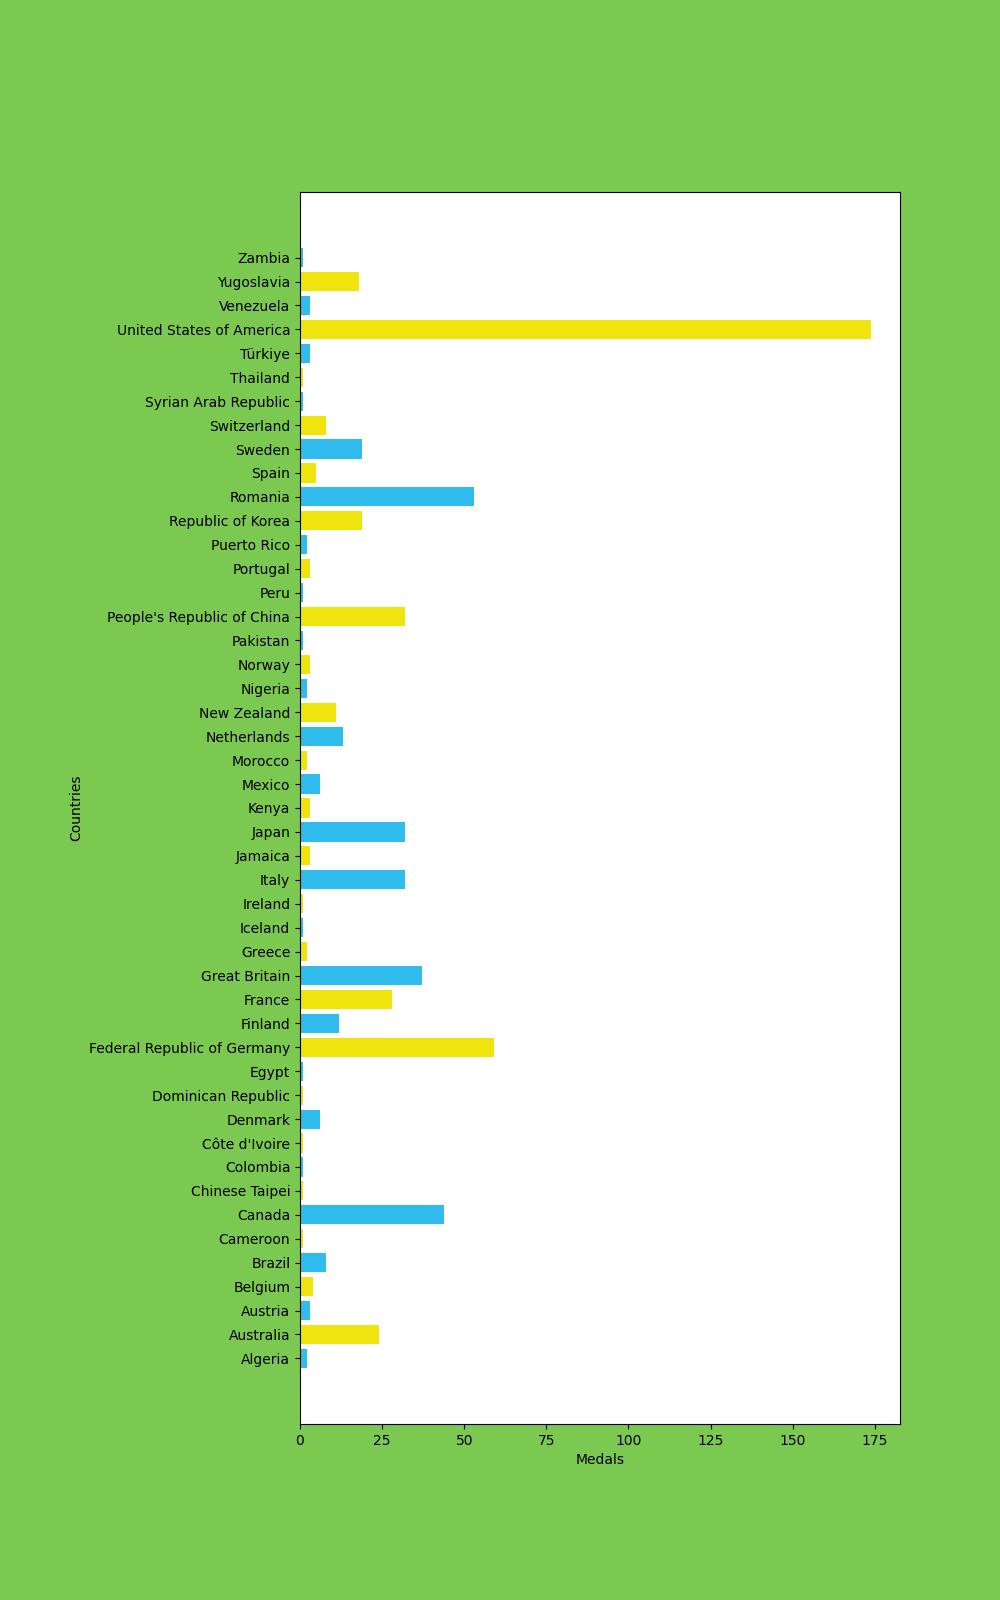 Zambia
Yugoslavia
Venezuela
United States of America
Türkiye
Thailand
Syrian Arab Republic
Switzerland
Sweden
Spain
Romania
Republic of Korea
Puerto Rico
Portugal
Peru
People's Republic of China
Pakistan
Norway
Nigeria
New Zealand
Netherlands
Morocco
Mexico
Kenya
Japan
Jamaica
Italy
Ireland
Iceland
Greece
Great Britain
France
Finland
Federal Republic of Germany
Egypt
Dominican Republic
Denmark
Côte d'Ivoire
Colombia
Chinese Taipei
Canada
Cameroon
Brazil
Belgium
Austria
Australia
Algeria
Countries
0 25 50 75 100 125 150 175
Medals